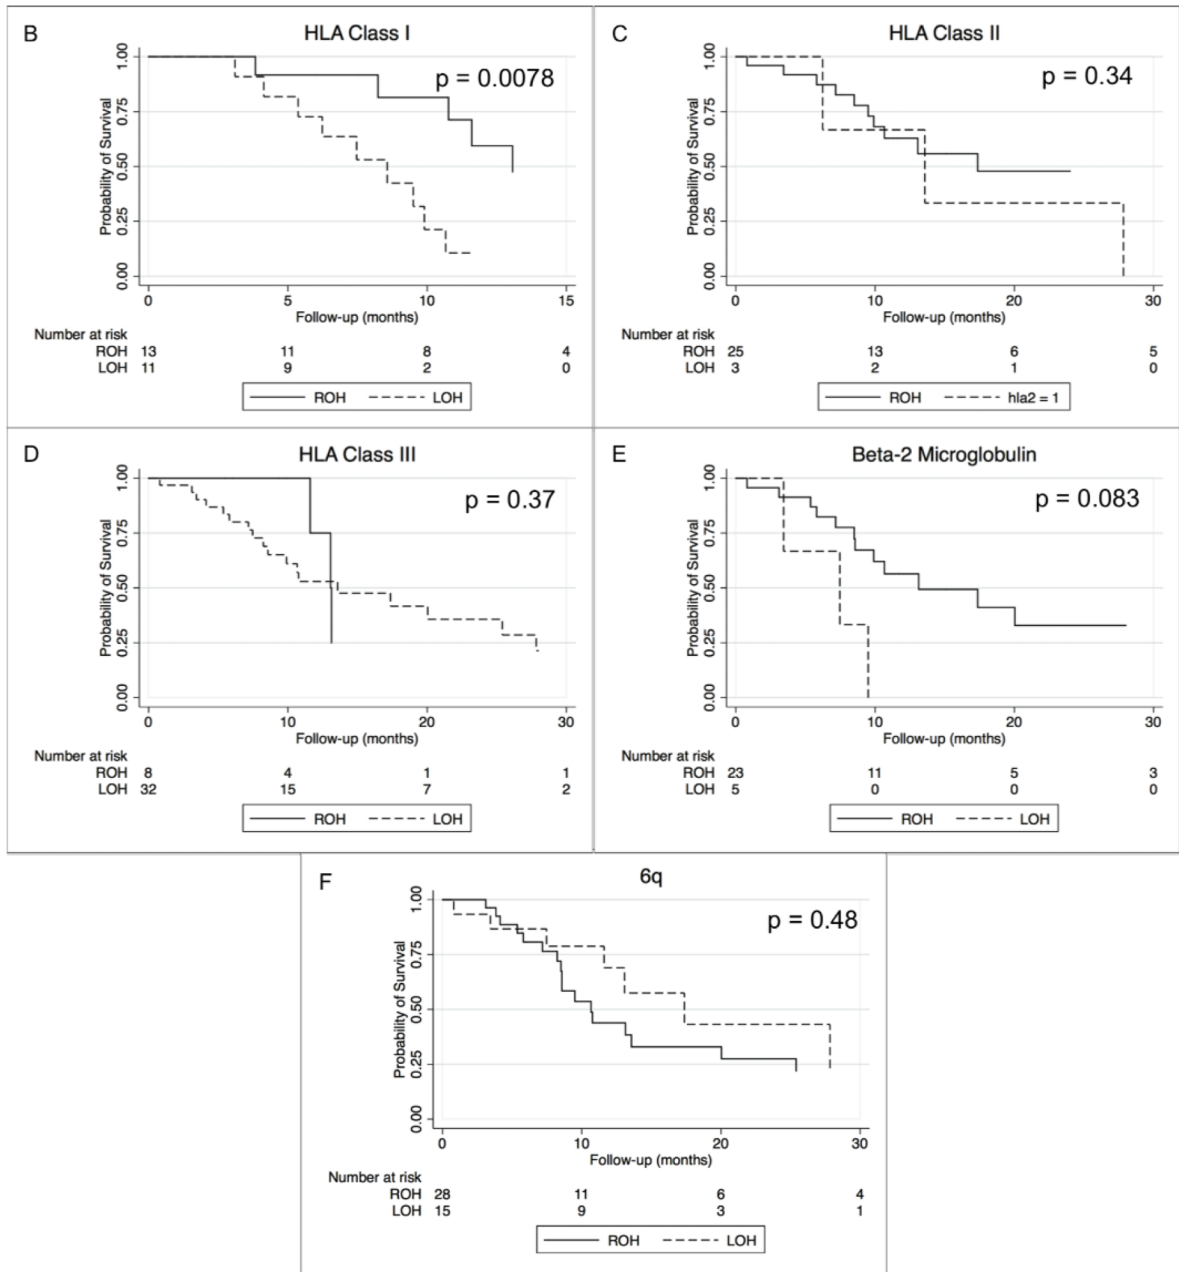 B
HLA Class I
p = 0.0078
Probability of Survival
1.00
0.75
0.50
0.25
0.00
0 5 10 15
Follow-up (months)
Number at risk
ROH 13 11 8 4
LOH 11 9 2 0
ROH LOH
C
HLA Class II
p = 0.34
Probability of Survival
1.00
0.75
0.50
0.25
0.00
0 10 20 30
Follow-up (months)
Number at risk
ROH 25 13 6 5
LOH 3 2 1 0
ROH hla2 = 1
D
HLA Class III
p = 0.37
Probability of Survival
1.00
0.75
0.50
0.25
0.00
0 10 20 30
Follow-up (months)
Number at risk
ROH 8 4 1 1
LOH 32 15 7 2
ROH LOH
E
Beta-2 Microglobulin
p = 0.083
Probability of Survival
1.00
0.75
0.50
0.25
0.00
0 10 20 30
Follow-up (months)
Number at risk
ROH 23 11 5 3
LOH 5 0 0 0
ROH LOH
F
6q
p = 0.48
Probability of Survival
1.00
0.75
0.50
0.25
0.00
0 10 20 30
Follow-up (months)
Number at risk
ROH 28 11 6 4
LOH 15 9 3 1
ROH LOH